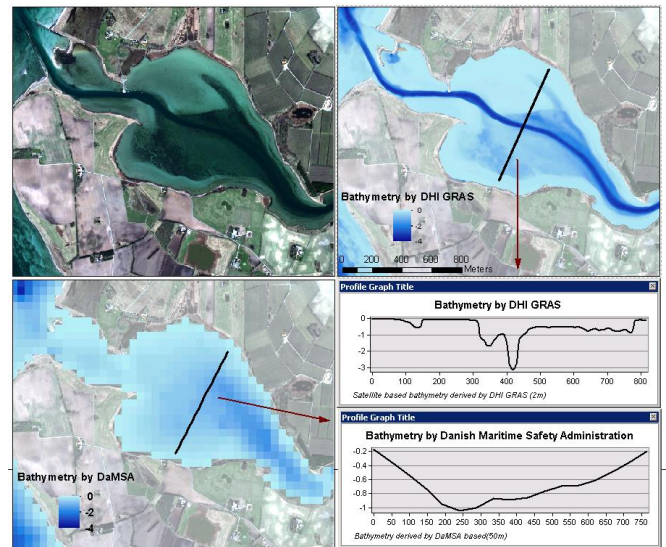 Bathymetry by DHI GRAS
0
-2
-4
0 200 400 600 800
Meters
Bathymetry by DaMSA
0
-2
-4
Profile Graph Title
Bathymetry by DHI GRAS
0
-1
-2
-3
0 100 200 300 400 500 600 700 800
Satellite based bathymetry derived by DHI GRAS (2m)
Profile Graph Title
Bathymetry by Danish Maritime Safety Administration
-0.2
-0.4
-0.6
-0.8
-1
0 50 100 150 200 250 300 350 400 450 500 550 600 650 700 750
Bathymetry derived by DaMSA based(50m)